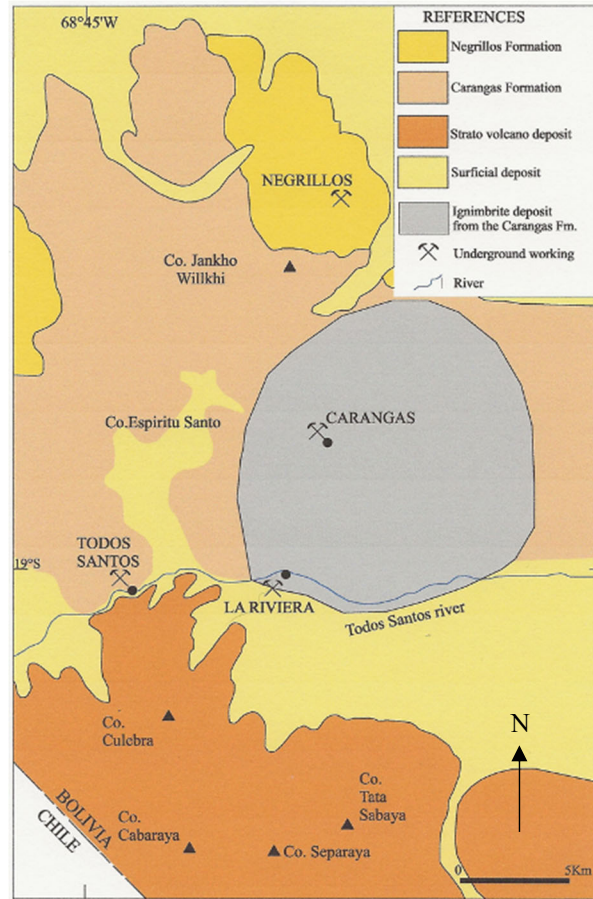 68°45'W
REFERENCES
Negrillos Formation
Carangas Formation
Strato volcano deposit
Surficial deposit
Ignimbrite deposit
from the Carangas Fm.
Underground working
River
NEGRILLOS
Co. Jankho
Willkhi
CARANGAS
Co.Espiritu Santo
19°S
TODOS
SANTOS
LA RIVIERA
Todos Santos river
Co.
Culebra
N
Co.
Tata
Sabaya
Co.
Cabaraya
Co. Separaya
BOLIVIA
CHILE
0
5Km